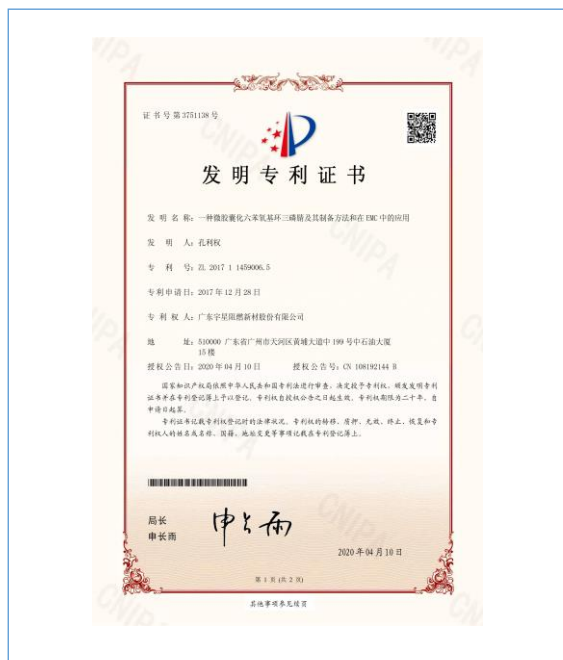 证书号第3751138号
发明专利证书
发明名称：一种微胶囊化六苯氧基环三磷腈及其制备方法和在EMC中的应用
发明人：孔利权
专利号：ZL 2017 1 1459006.5
专利申请日：2017年12月28日
专利权人：广东宇星阻燃新材股份有限公司
地址：510000 广东省广州市天河区黄埔大道中199号中石油大厦
15楼
授权公告日：2020年04月10日 授权公告号：CN 108192144 B
国家知识产权局依照中华人民共和国专利法进行审查，决定授予专利权，颁发发明专利
证书并在专利登记簿上予以登记。专利权自授权公告之日起生效。专利权期限为二十年，自
申请日起算。
专利证书记载专利权登记时的法律状况。专利权的转移、质押、无效、终止、恢复和专
利权人的姓名或名称、国籍、地址变更等事项记载在专利登记簿上。
局长
申长雨
申长雨
2020年04月10日
第 1 页 (共 2 页)
其他事项参见续页
CNIPA
CNIPA
CNIPA
CNIPA
CNIPA